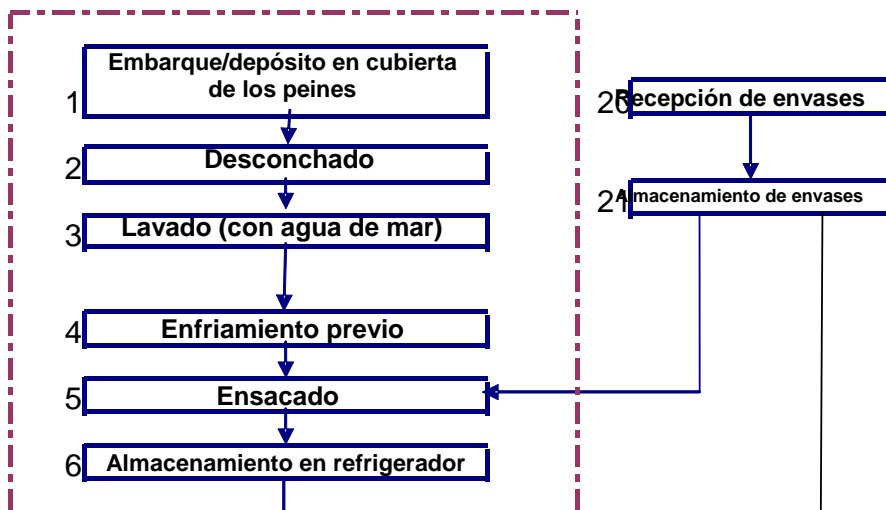 1
Embarque/depósito en cubierta
de los peines
2
Desconchado
3
Lavado (con agua de mar)
4
Enfriamiento previo
5
Ensacado
6
Almacenamiento en refrigerador
20
Recepción de envases
21
Almacenamiento de envases